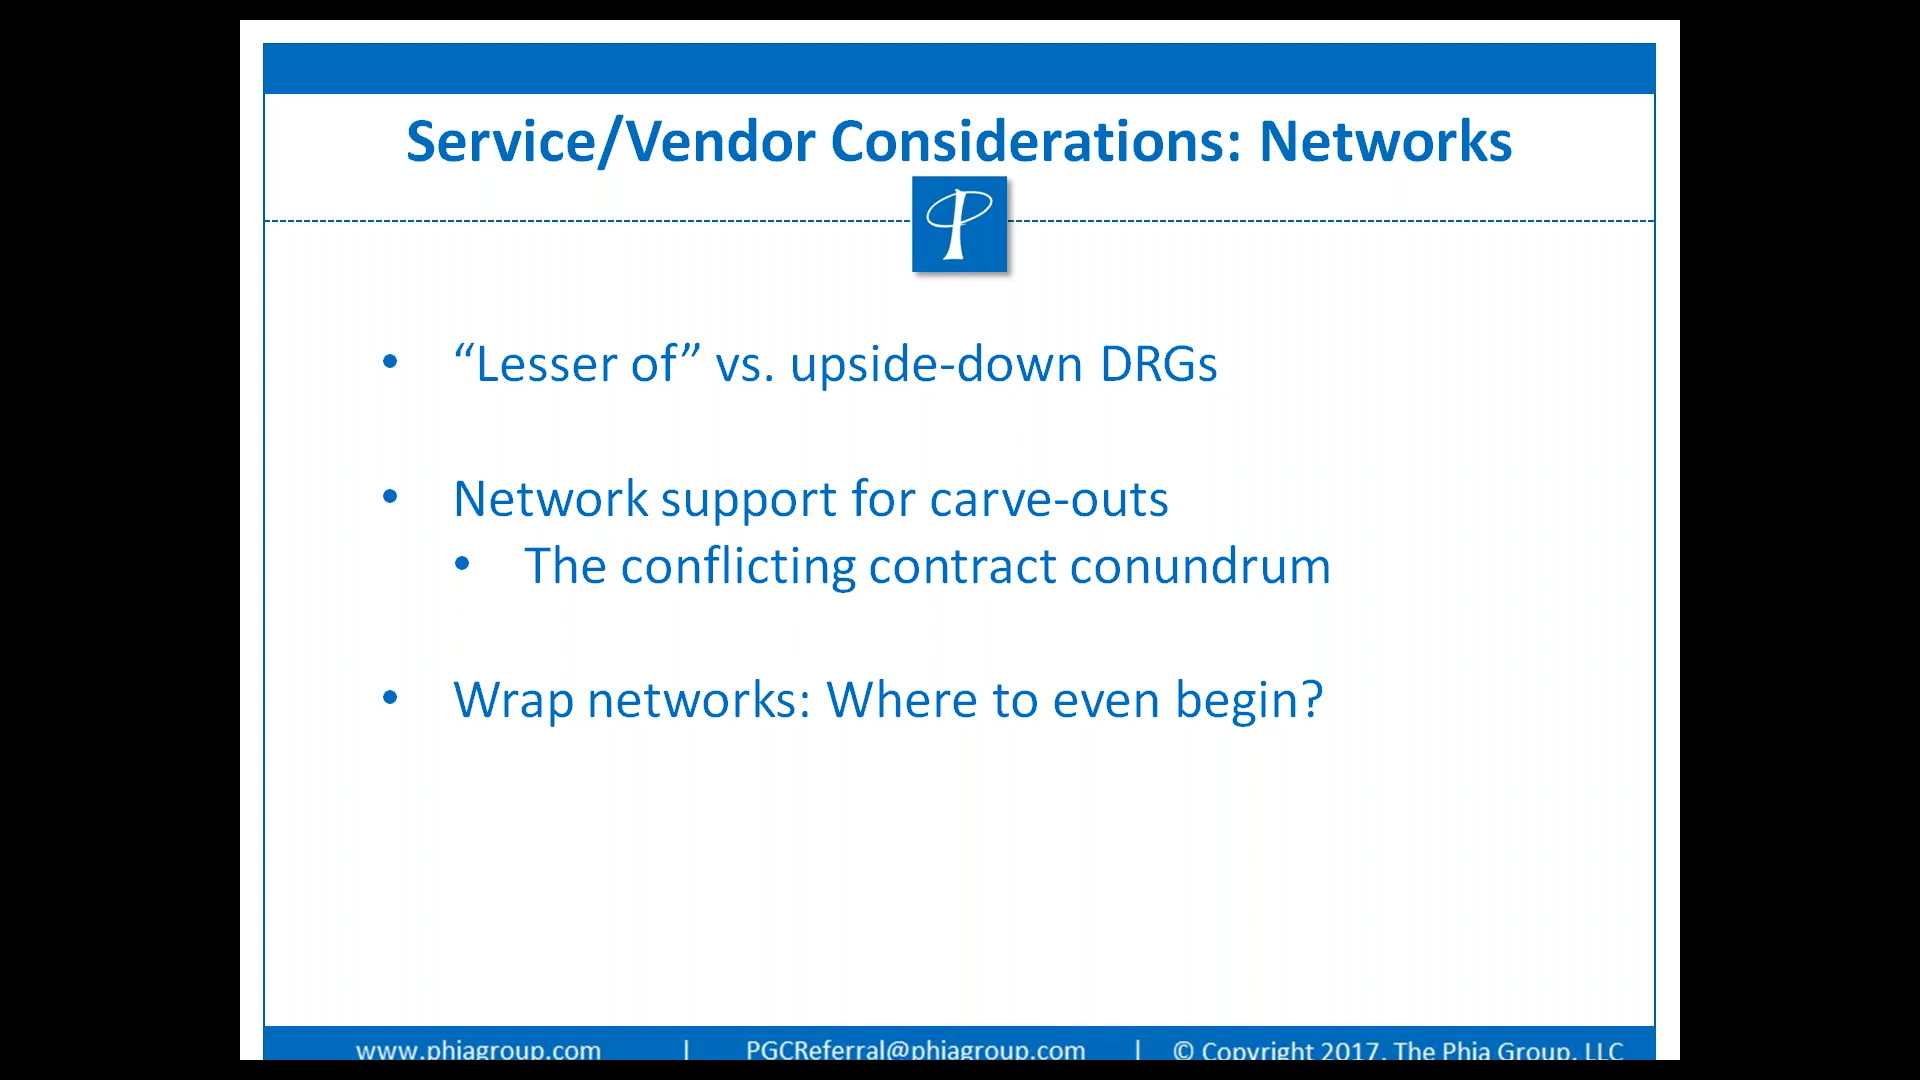 Service/Vendor Considerations: Networks
• “Lesser of” vs. upside-down DRGs
• Network support for carve-outs
• The conflicting contract conundrum
• Wrap networks: Where to even begin?
www.phiagroup.com | PGCReferral@phiagroup.com | © Copyright 2017. The Phia Group, LLC